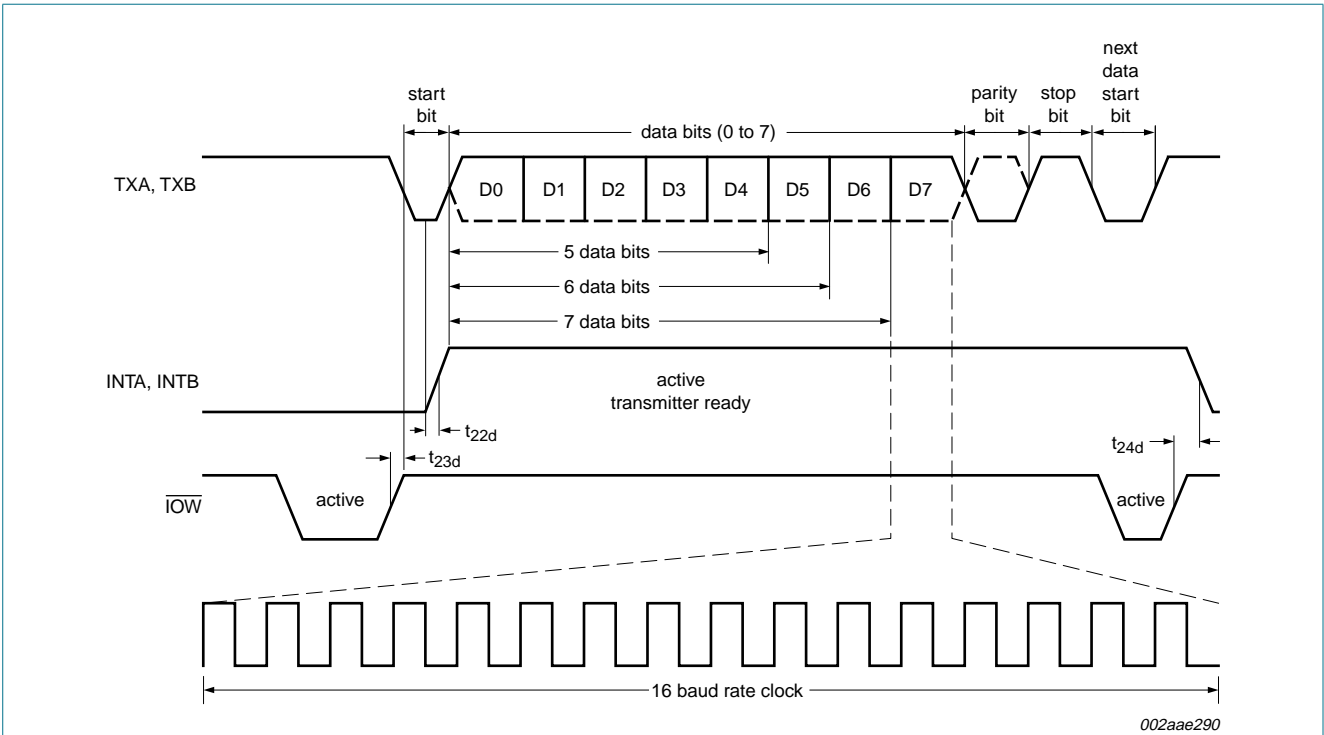 start
bit
data bits (0 to 7)
parity
bit
stop
bit
next
data
start
bit
TXA, TXB
D0 D1 D2 D3 D4 D5 D6 D7
5 data bits
6 data bits
7 data bits
INTA, INTB
active
transmitter ready
t22d
t23d
t24d
IOW
active
active
16 baud rate clock
002aae290